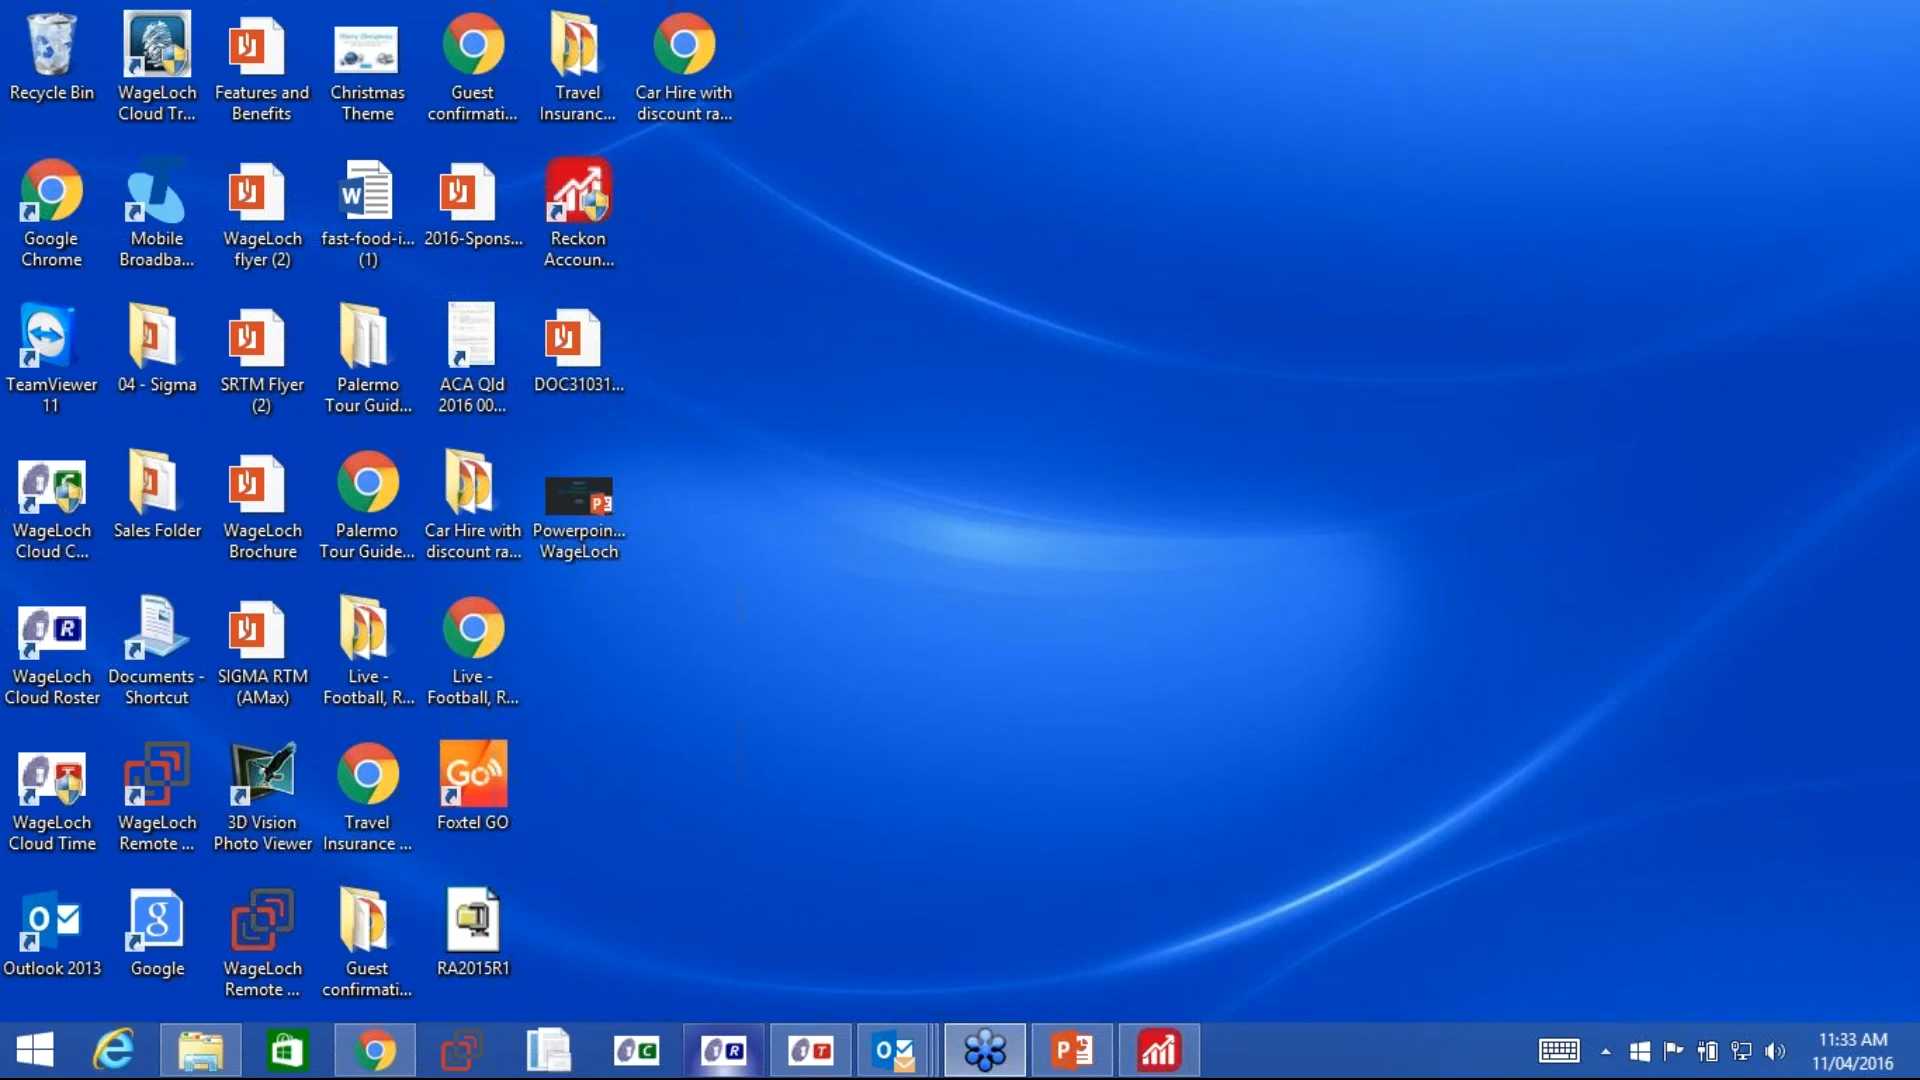 Recycle Bin
WageLoch
Cloud Tr...
Features and
Benefits
Christmas
Theme
Guest
confirmati...
Travel
Insuranc...
Car Hire with
discount ra...
Google
Chrome
Mobile
Broadba...
WageLoch
flyer (2)
fast-food-i...
(1)
2016-Spons...
Reckon
Accoun...
TeamViewer
11
04 - Sigma
SRTM Flyer
(2)
Palermo
Tour Guid...
ACA Qld
2016 00...
DOC31031...
WageLoch
Cloud C...
Sales Folder
WageLoch
Brochure
Palermo
Tour Guide...
Car Hire with
discount ra...
Powerpoin...
WageLoch
WageLoch
Cloud Roster
Documents -
Shortcut
SIGMA RTM
(AMax)
Live -
Football, R...
Live -
Football, R...
WageLoch
Cloud Time
WageLoch
Remote ...
3D Vision
Photo Viewer
Travel
Insurance ...
GO
Foxtel GO
Outlook 2013
Google
WageLoch
Remote ...
Guest
confirmati...
RA2015R1
11:33 AM
11/04/2016